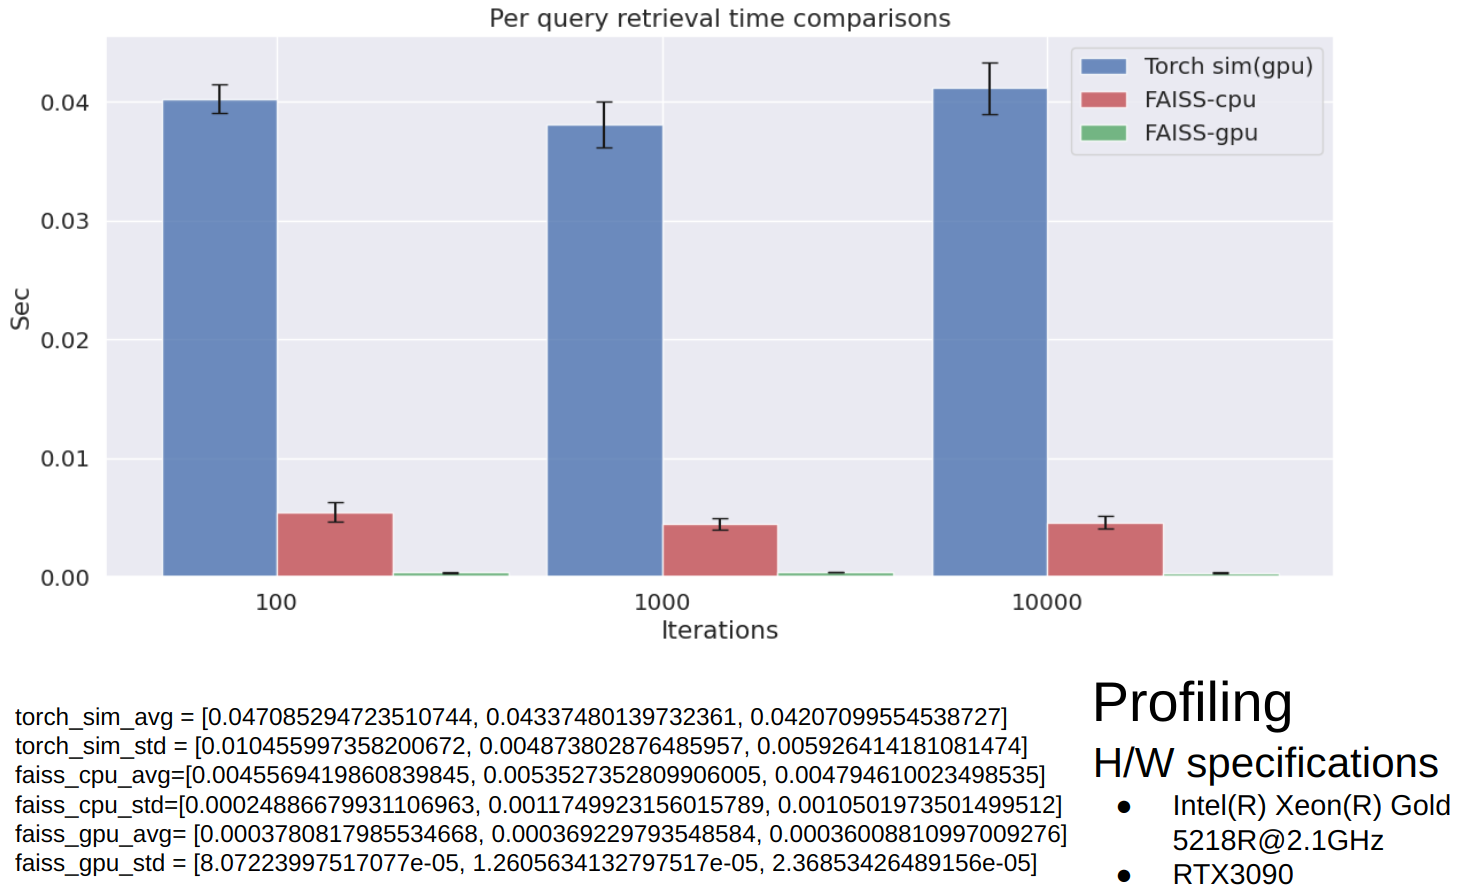 Per query retrieval time comparisons
Torch sim(gpu)
FAISS-cpu
FAISS-gpu
0.04
0.03
0.02
0.01
0.00
Sec
100
1000
10000
Iterations
torch_sim_avg = [0.047085294723510744, 0.04337480139732361, 0.04207099554538727]
torch_sim_std = [0.010455997358200672, 0.004873802876485957, 0.005926414181081474]
faiss_cpu_avg=[0.0045569419860839845, 0.0053527352809906005, 0.004794610023498535]
faiss_cpu_std=[0.00024886679931106963, 0.0011749923156015789, 0.0010501973501499512]
faiss_gpu_avg= [0.0003780817985534668, 0.000369229793548584, 0.00036008810997009276]
faiss_gpu_std = [8.07223997517077e-05, 1.2605634132797517e-05, 2.36853426489156e-05]
Profiling
H/W specifications
● Intel(R) Xeon(R) Gold
5218R@2.1GHz
● RTX3090